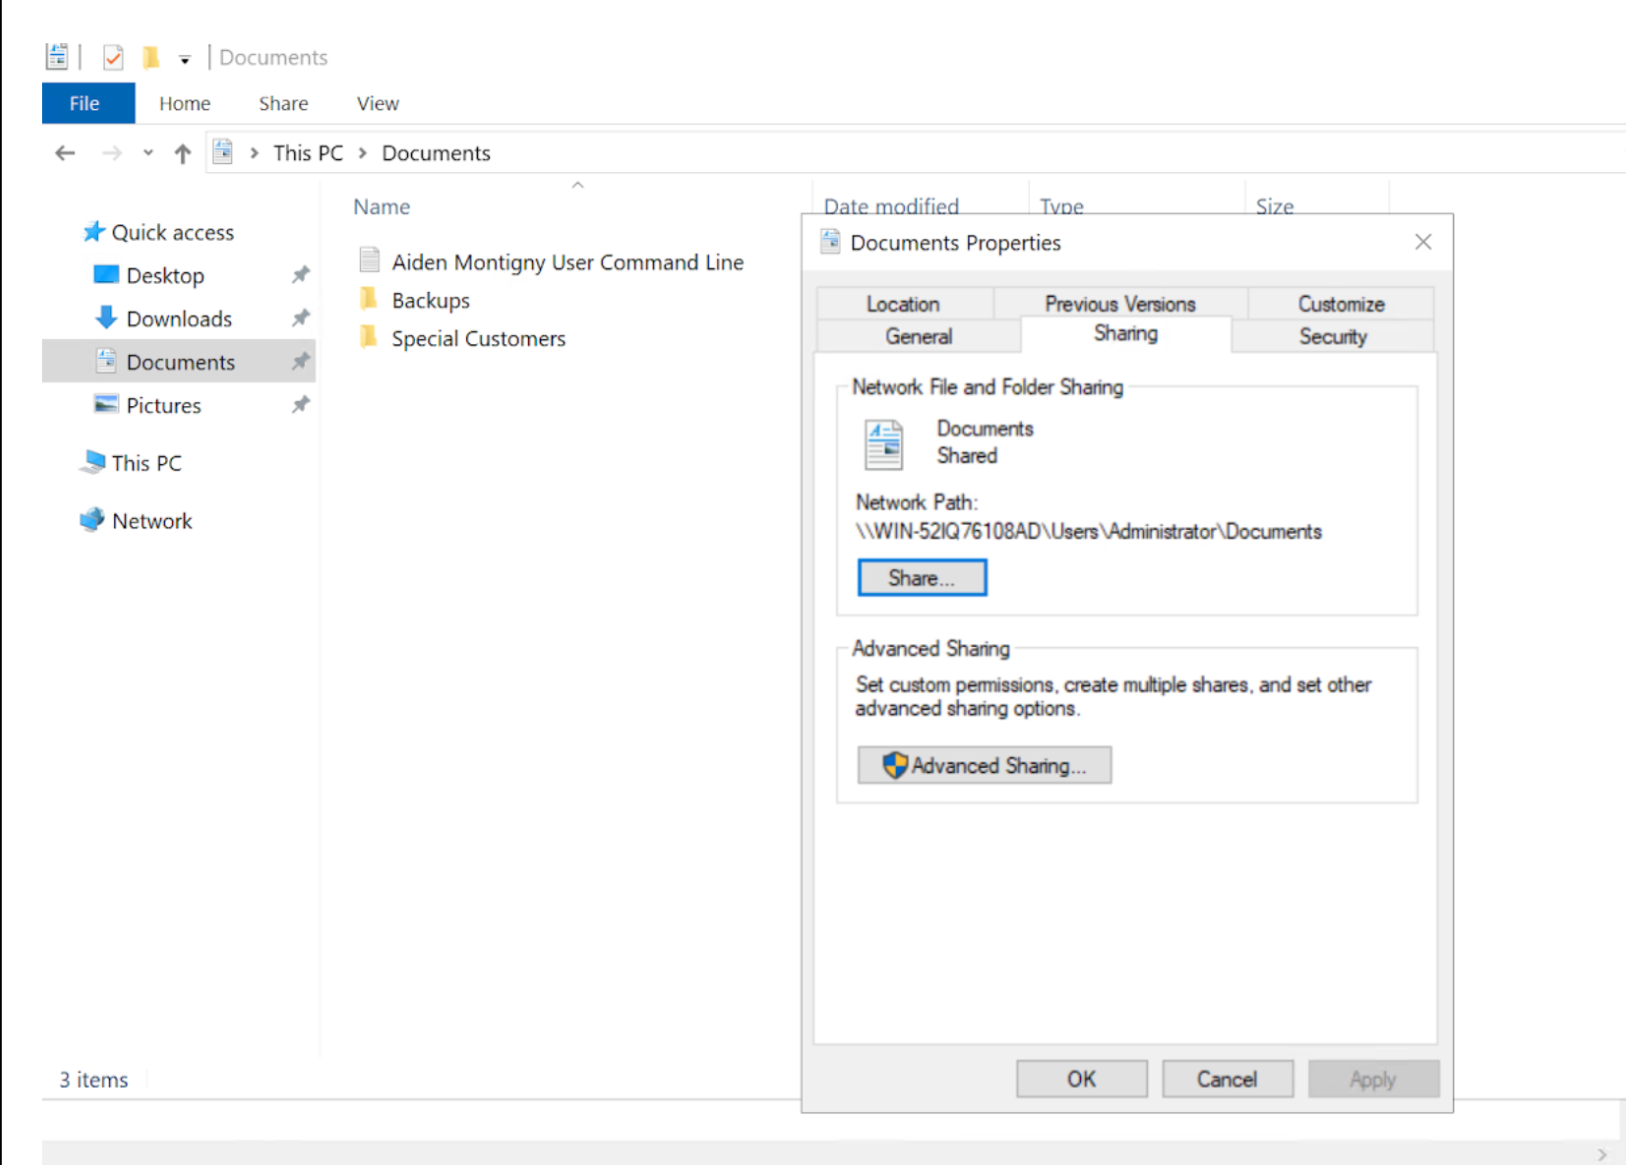 Documents
File Home Share View
This PC > Documents
Name Date modified Type Size
Quick access
Desktop
Downloads
Documents
Pictures
This PC
Network
Aiden Montigny User Command Line
Backups
Special Customers
3 items
Documents Properties
Location Previous Versions Customize
General Sharing Security
Network File and Folder Sharing
Documents
Shared
Network Path:
\\WIN-52IQ76108AD\Users\Administrator\Documents
Share...
Advanced Sharing
Set custom permissions, create multiple shares, and set other
advanced sharing options.
Advanced Sharing...
OK Cancel Apply